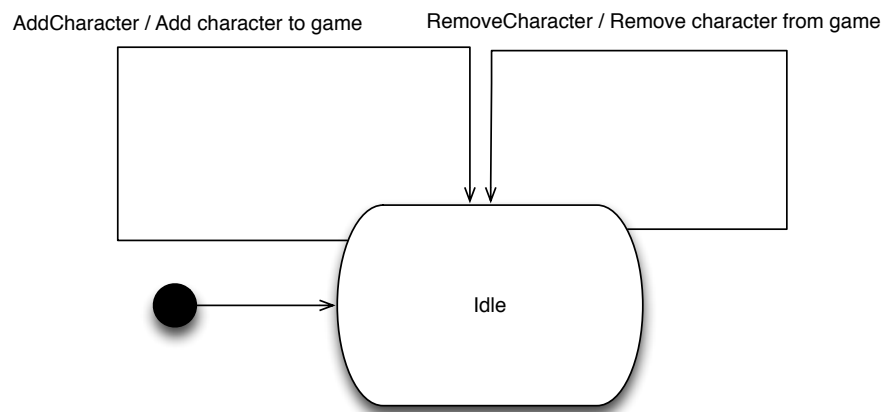 AddCharacter / Add character to game
RemoveCharacter / Remove character from game
Idle